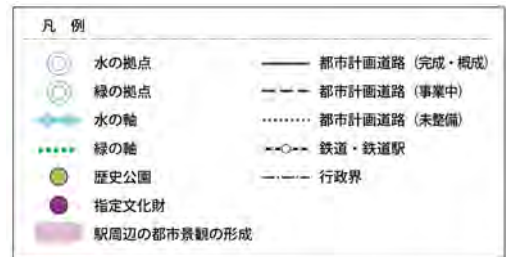 凡 例
水の拠点
緑の拠点
水の軸
緑の軸
歴史公園
指定文化財
駅周辺の都市景観の形成
都市計画道路（完成・概成）
都市計画道路（事業中）
都市計画道路（未整備）
鉄道・鉄道駅
行政界